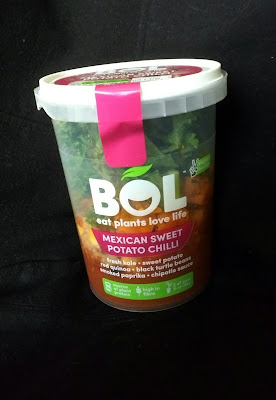 BOL
eat plants love life
MEXICAN SWEET
POTATO CHILLI
fresh kale • sweet potato
red quinoa • black turtle beans
smoked paprika • chipotle sauce
high in
fibre